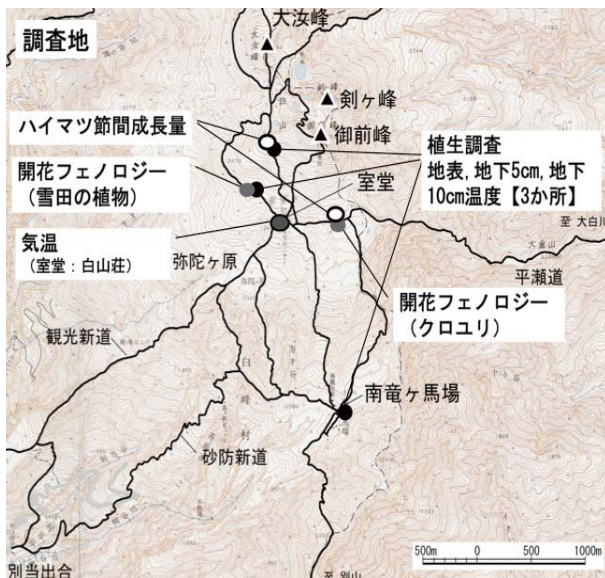 調査地
大汝峰
剣ヶ峰
御前峰
ハイマツ節間成長量
開花フェノロジー
(雪田の植物)
植生調査
地表,地下5cm,地下
10cm温度【3か所】
室堂
至 大白川
気温
(室堂:白山荘)
弥陀ヶ原
平瀬道
開花フェノロジー
(クロユリ)
観光新道
南竜ヶ馬場
砂防新道
500m 0 500m 1000m
別当出合
至 別山